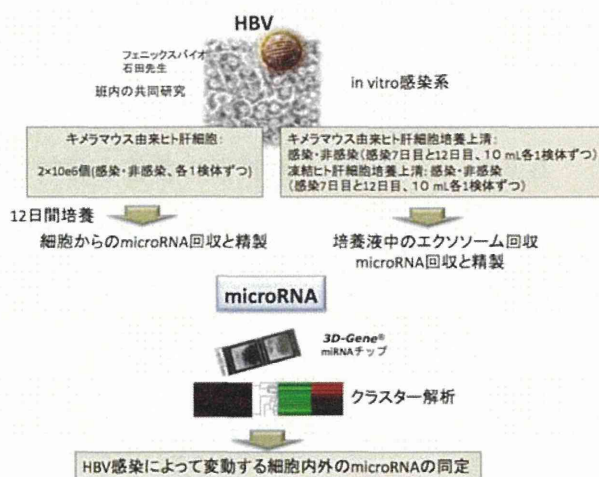 HBV
フェニックスバイオ
石田先生
班内の共同研究
in vitro感染系
キメラマウス由来ヒト肝細胞:
2×10e6個(感染・非感染、各1検体ずつ)
キメラマウス由来ヒト肝細胞培養上清:
感染・非感染(感染7日目と12日目、10 mL各1検体ずつ)
凍結ヒト肝細胞培養上清: 感染・非感染
(感染7日目と12日目、10 mL各1検体ずつ)
12日間培養
細胞からのmicroRNA回収と精製
培養液中のエクソソーム回収
microRNA回収と精製
microRNA
3D-Gene®
miRNAチップ
クラスター解析
HBV感染によって変動する細胞内外のmicroRNAの同定